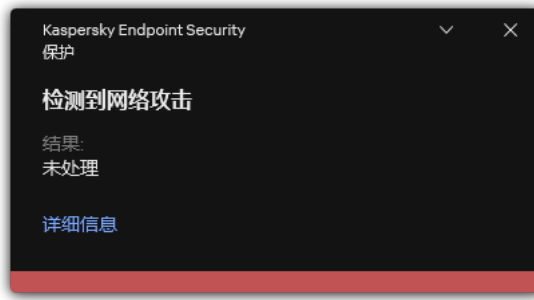 Kaspersky Endpoint Security
保护
检测到网络攻击
结果:
未处理
详细信息